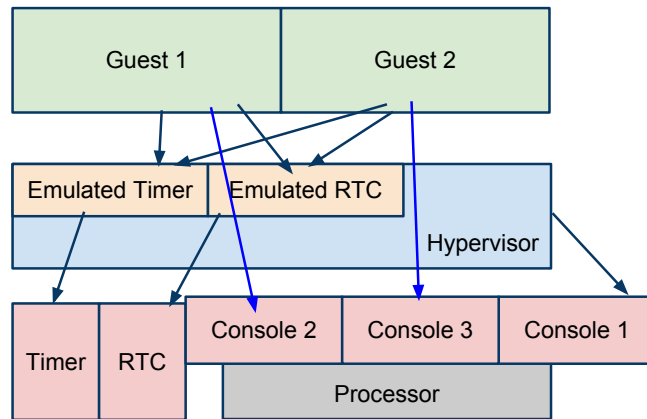 Guest 1
Guest 2
Emulated Timer
Emulated RTC
Hypervisor
Timer
RTC
Console 2
Console 3
Console 1
Processor